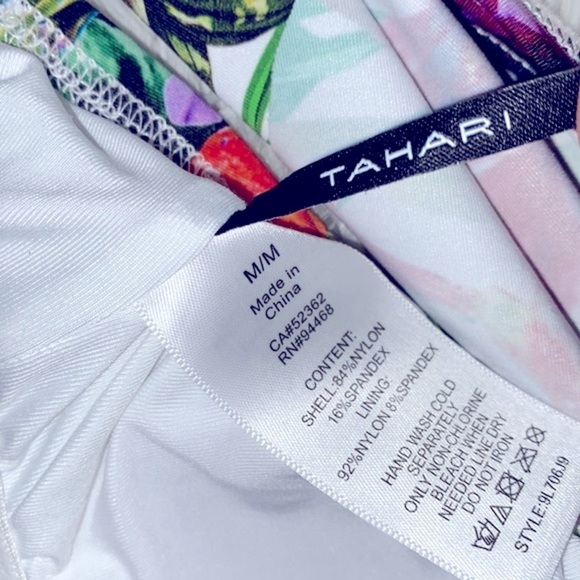 TAHARI
M/M
Made in
China
CA#52362
RN#94468
CONTENT:
SHELL:84%NYLON
16%SPANDEX
LINING:
92%NYLON 8%SPANDEX
HAND WASH COLD
SEPARATELY
ONLY NON-CHLORINE
BLEACH WHEN
NEEDED LINE DRY
DO NOT IRON
STYLE:9LT06J9